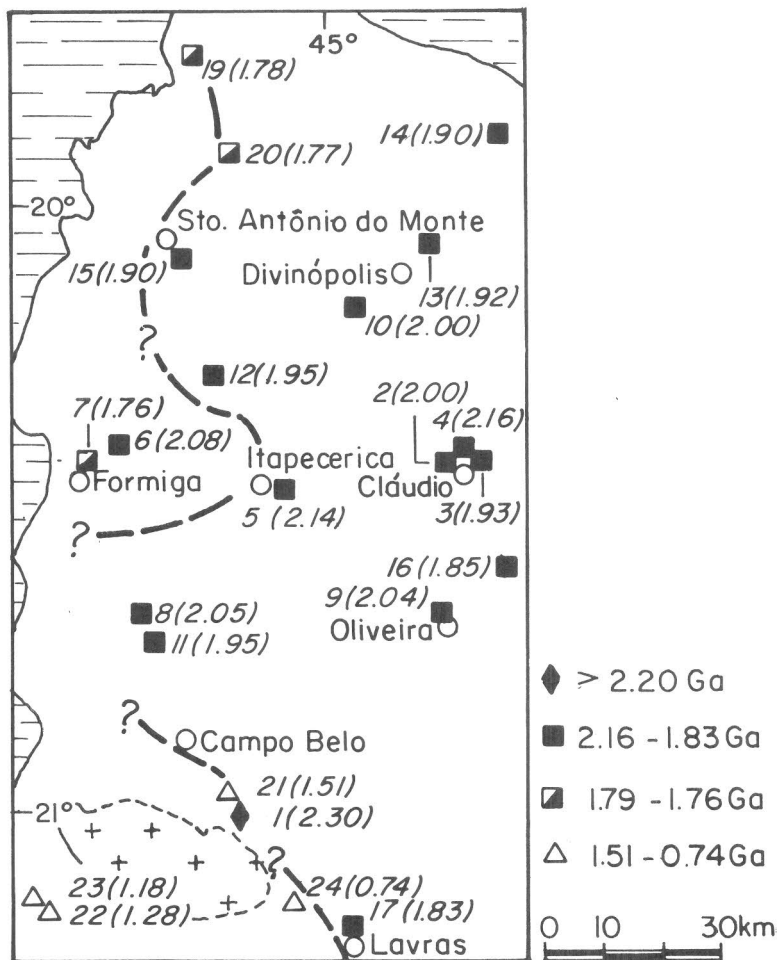 45°
19(1.78)
14(1.90)
20(1.77)
20°
Sto. Antônio do Monte
15(1.90)
Divinópolis
13(1.92)
10(2.00)
?
12(1.95)
2(2.00)
7(1.76)
4(2.16)
6(2.08)
Itapecerica
Formiga
Cláudio
5 (2.14)
3(1.93)
?
16(1.85)
9(2.04)
8(2.05)
Oliveira
11(1.95)
> 2.20 Ga
?
2.16 - 1.83 Ga
Campo Belo
21(1.51)
1.79 - 1.76 Ga
21°
1(2.30)
1.51 - 0.74 Ga
?
23(1.18)
24(0.74)
22(1.28)
17(1.83)
0 10 30km
Lavras